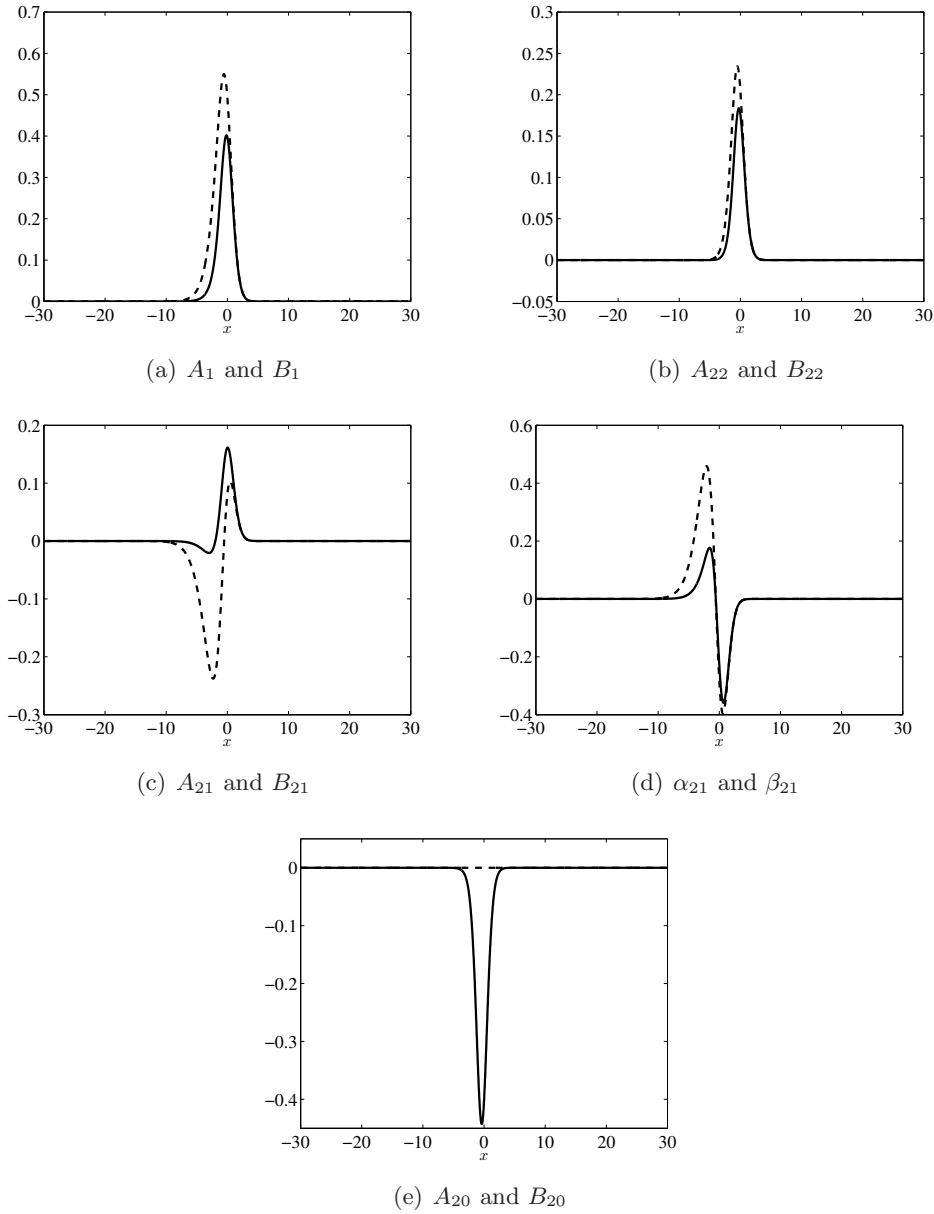 0.7
0.6
0.5
0.4
0.3
0.2
0.1
0
−30 −20 −10 0 10 20 30
x
(a) A₁ and B₁
0.3
0.25
0.2
0.15
0.1
0.05
0
−0.05
−30 −20 −10 0 10 20 30
x
(b) A₂₂ and B₂₂
0.2
0.1
0
−0.1
−0.2
−0.3
−30 −20 −10 0 10 20 30
x
(c) A₂₁ and B₂₁
0.6
0.4
0.2
0
−0.2
−0.4
−30 −20 −10 0 10 20 30
x
(d) α₂₁ and β₂₁
0
−0.1
−0.2
−0.3
−0.4
−30 −20 −10 0 10 20 30
x
(e) A₂₀ and B₂₀